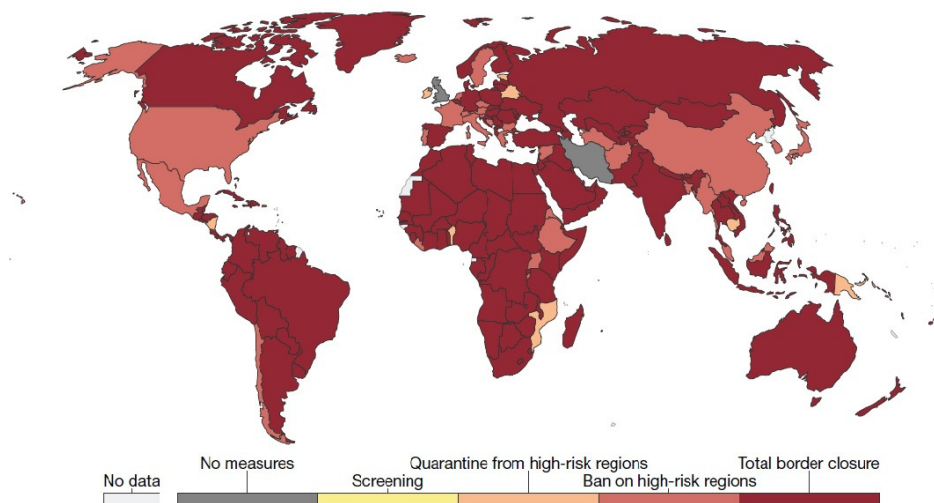 No data
No measures
Screening
Quarantine from high-risk regions
Ban on high-risk regions
Total border closure